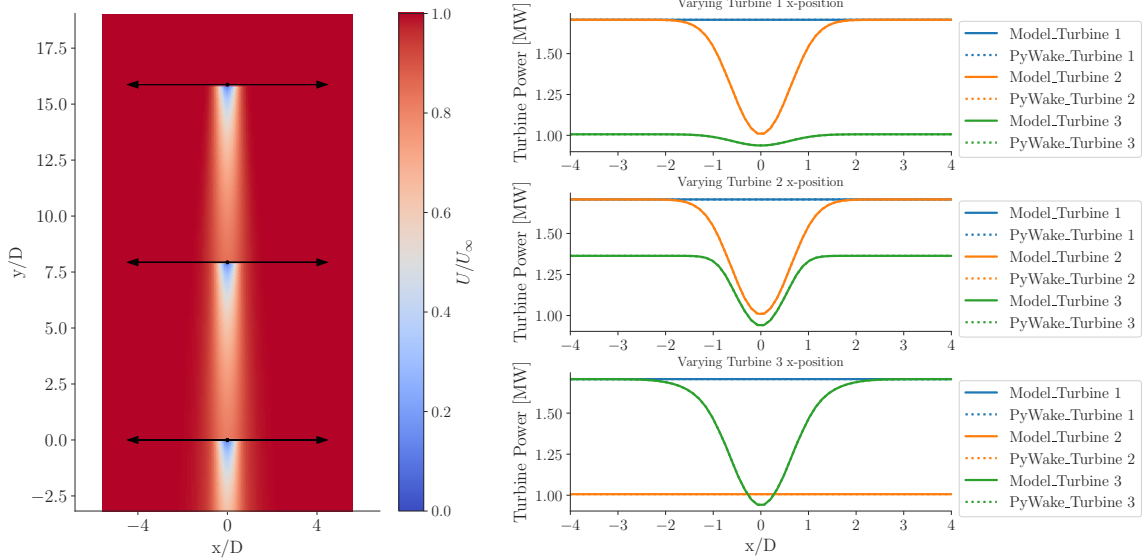 17.5
15.0
12.5
10.0
7.5
5.0
2.5
0.0
−2.5
y/D
−4
0
4
x/D
1.0
0.8
0.6
0.4
0.2
0.0
U/U∞
Varying Turbine 1 x-position
Turbine Power [MW]
1.50
1.25
1.00
−4 −3 −2 −1 0 1 2 3 4
Model_Turbine 1
PyWake_Turbine 1
Model_Turbine 2
PyWake_Turbine 2
Model_Turbine 3
PyWake_Turbine 3
Varying Turbine 2 x-position
Turbine Power [MW]
1.50
1.25
1.00
−4 −3 −2 −1 0 1 2 3 4
Model_Turbine 1
PyWake_Turbine 1
Model_Turbine 2
PyWake_Turbine 2
Model_Turbine 3
PyWake_Turbine 3
Varying Turbine 3 x-position
Turbine Power [MW]
1.50
1.25
1.00
−4 −3 −2 −1 0 1 2 3 4
x/D
Model_Turbine 1
PyWake_Turbine 1
Model_Turbine 2
PyWake_Turbine 2
Model_Turbine 3
PyWake_Turbine 3